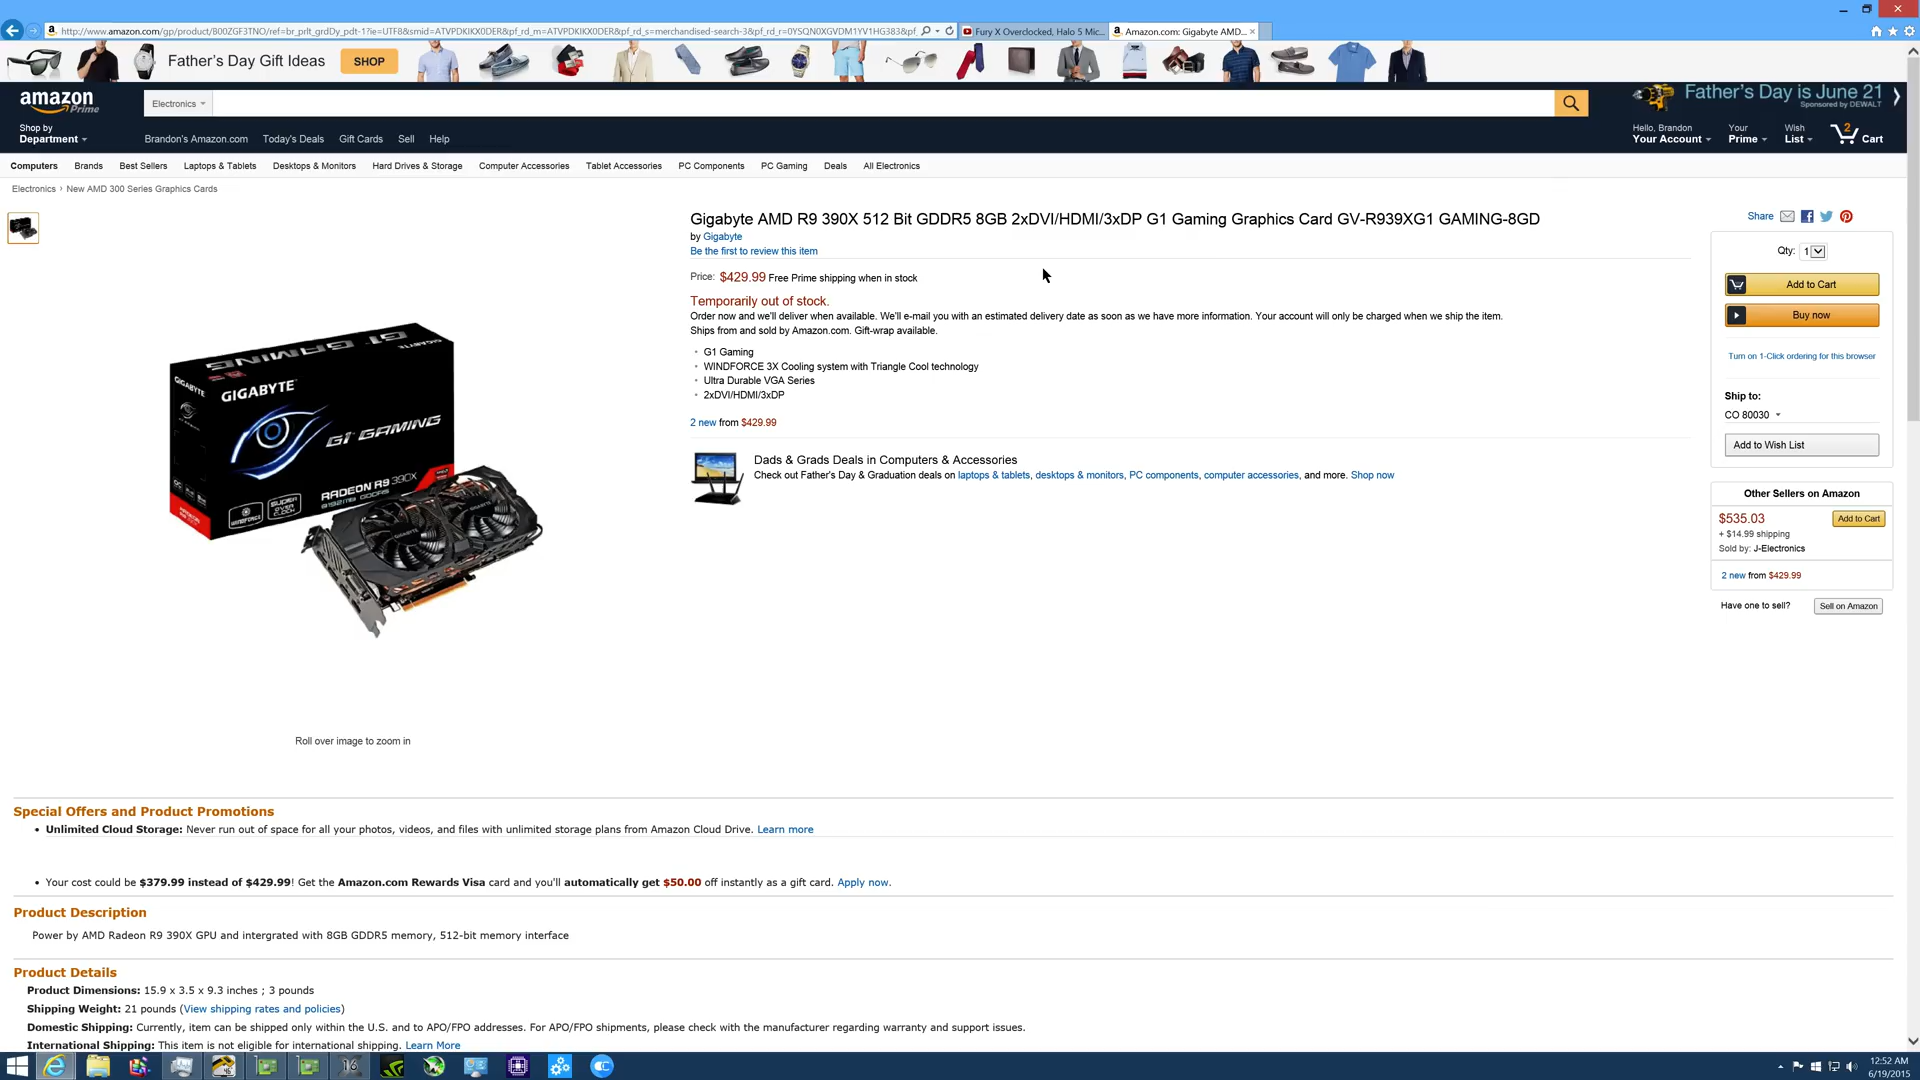 http://www.amazon.com/gp/product/B00ZGF3TNO/ref=br_prlt_grdDy_pdt-1?ie=UTF8&smid=ATVPDKIKX0DER&pf_rd_m=ATVPDKIKX0DER&pf_rd_s=merchandised-search-3&pf_rd_r=0YSQN0XGVDM1YV1HG383&pf_
Fury X Overclocked, Halo 5 Mic...
Amazon.com: Gigabyte AMD...
Father's Day Gift Ideas
SHOP
amazon
Prime
Electronics
Father's Day is June 21
Sponsored by DEWALT
Shop by
Department
Brandon's Amazon.com Today's Deals Gift Cards Sell Help
Hello, Brandon
Your Account
Your
Prime
Wish
List
2
Cart
Computers Brands Best Sellers Laptops & Tablets Desktops & Monitors Hard Drives & Storage Computer Accessories Tablet Accessories PC Components PC Gaming Deals All Electronics
Electronics › New AMD 300 Series Graphics Cards
Gigabyte AMD R9 390X 512 Bit GDDR5 8GB 2xDVI/HDMI/3xDP G1 Gaming Graphics Card GV-R939XG1 GAMING-8GD
by Gigabyte
Be the first to review this item
Price: $429.99 Free Prime shipping when in stock
Temporarily out of stock.
Order now and we'll deliver when available. We'll e-mail you with an estimated delivery date as soon as we have more information. Your account will only be charged when we ship the item.
Ships from and sold by Amazon.com. Gift-wrap available.
G1 Gaming
WINDFORCE 3X Cooling system with Triangle Cool technology
Ultra Durable VGA Series
2xDVI/HDMI/3xDP
2 new from $429.99
Dads & Grads Deals in Computers & Accessories
Check out Father's Day & Graduation deals on laptops & tablets, desktops & monitors, PC components, computer accessories, and more. Shop now
Share
Qty: 1
Add to Cart
Buy now
Turn on 1-Click ordering for this browser
Ship to:
CO 80030
Add to Wish List
Other Sellers on Amazon
$535.03
Add to Cart
+ $14.99 shipping
Sold by: J-Electronics
2 new from $429.99
Have one to sell?
Sell on Amazon
G1 GAMING
GIGABYTE
GIGABYTE
GIGABYTE
G1 GAMING
RADEON R9 390X
8192MB GDDR5
WINDFORCE
SUPER
OVER
CLOCK
Roll over image to zoom in
Special Offers and Product Promotions
Unlimited Cloud Storage: Never run out of space for all your photos, videos, and files with unlimited storage plans from Amazon Cloud Drive. Learn more
Your cost could be $379.99 instead of $429.99! Get the Amazon.com Rewards Visa card and you'll automatically get $50.00 off instantly as a gift card. Apply now.
Product Description
Power by AMD Radeon R9 390X GPU and intergrated with 8GB GDDR5 memory, 512-bit memory interface
Product Details
Product Dimensions: 15.9 x 3.5 x 9.3 inches ; 3 pounds
Shipping Weight: 21 pounds (View shipping rates and policies)
Domestic Shipping: Currently, item can be shipped only within the U.S. and to APO/FPO addresses. For APO/FPO shipments, please check with the manufacturer regarding warranty and support issues.
International Shipping: This item is not eligible for international shipping. Learn More
12:52 AM
6/19/2015